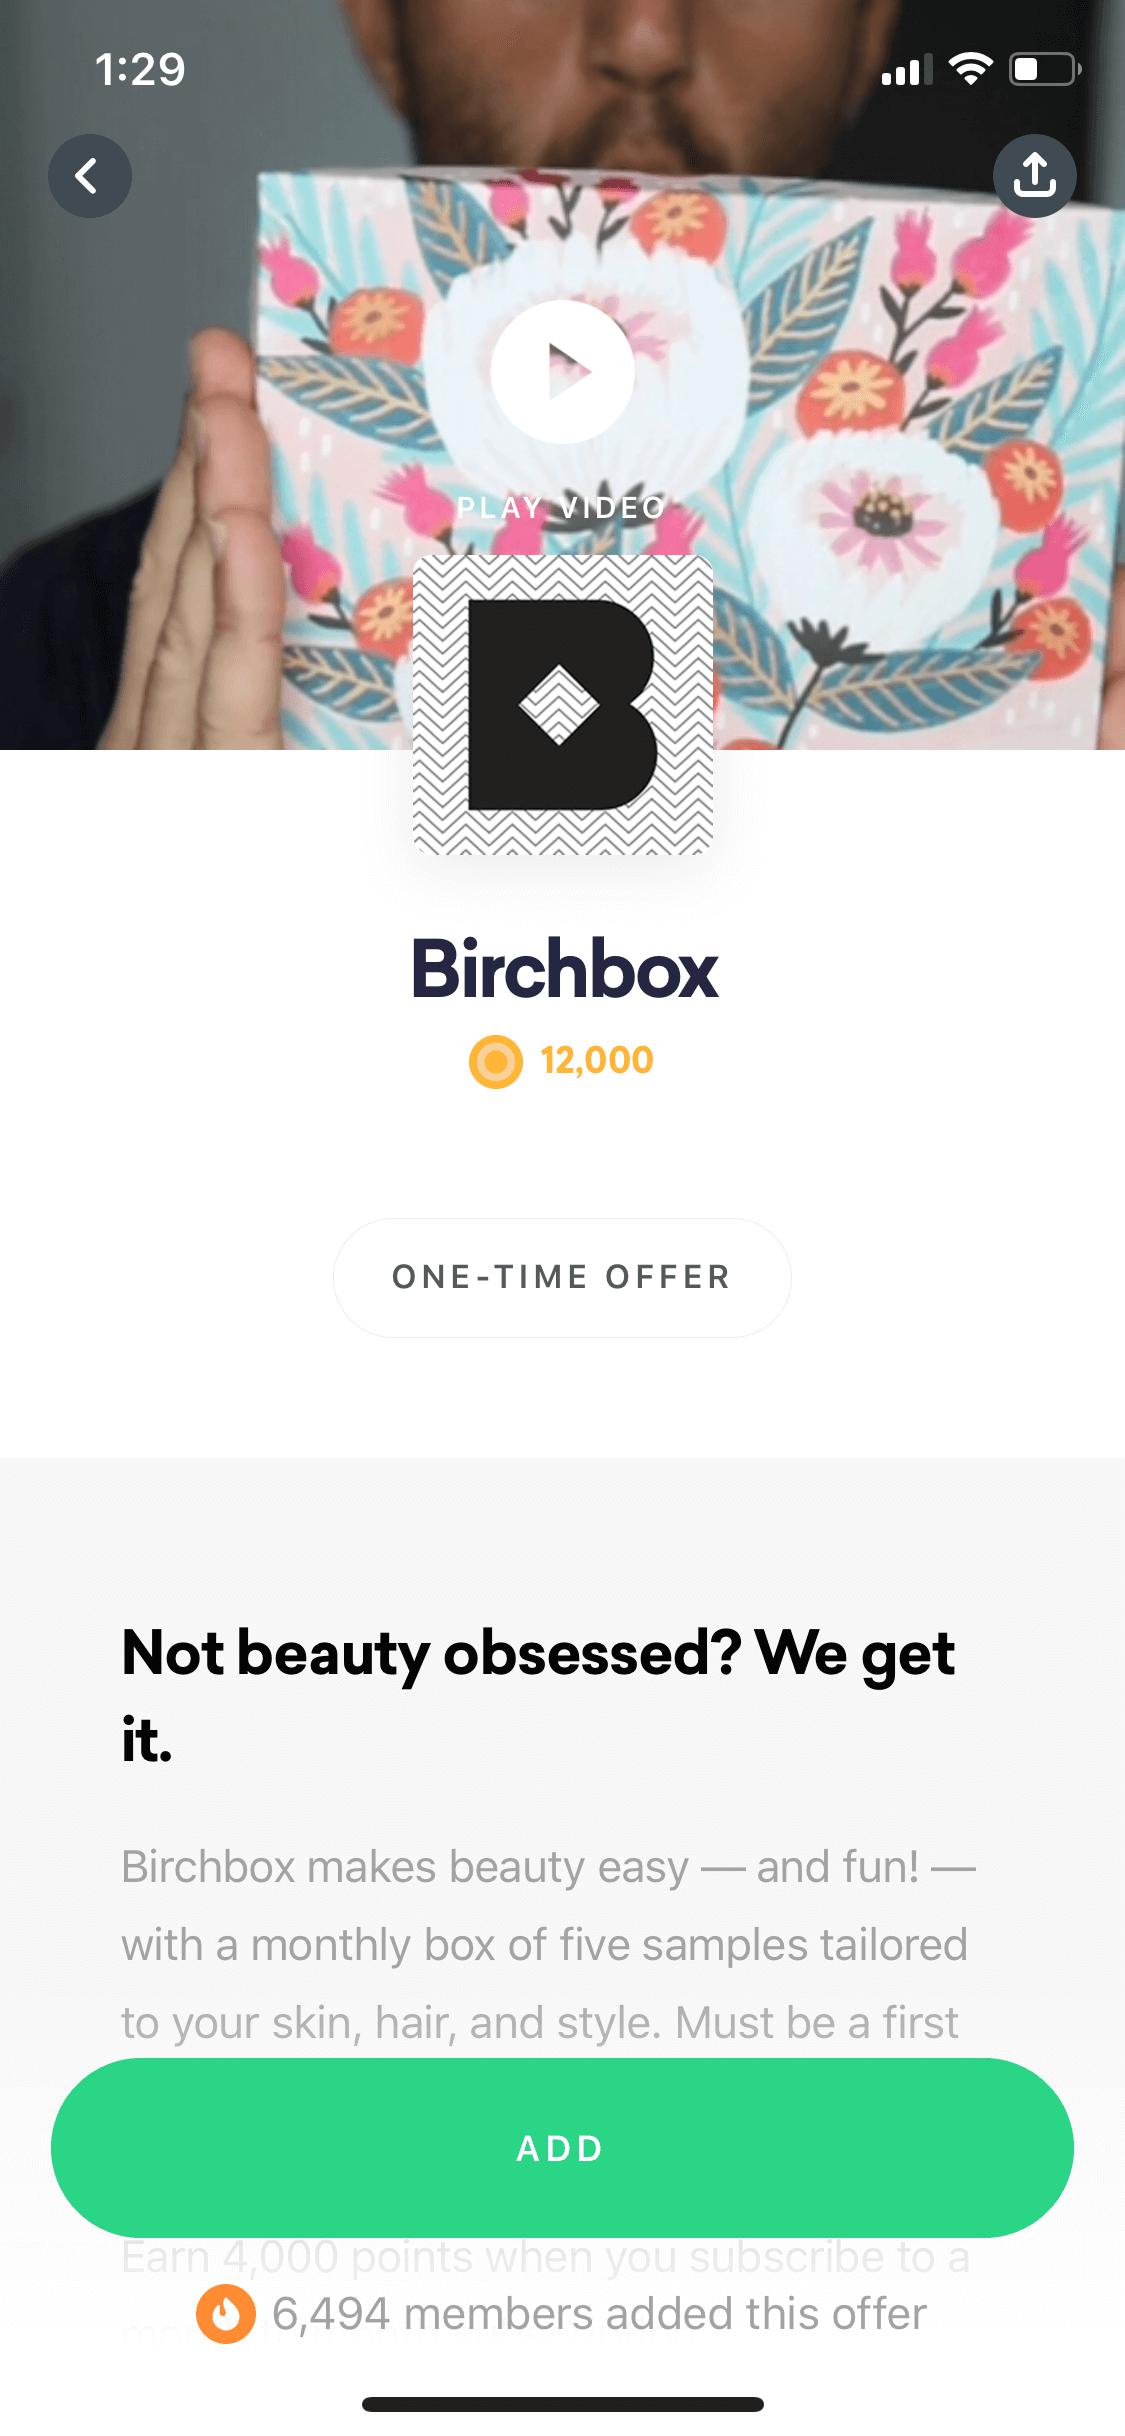 1:29
PLAY VIDEO
B
Birchbox
12,000
ONE-TIME OFFER
Not beauty obsessed? We get
it.
Birchbox makes beauty easy — and fun! —
with a monthly box of five samples tailored
to your skin, hair, and style. Must be a first
ADD
Earn 4,000 points when you subscribe to a
6,494 members added this offer